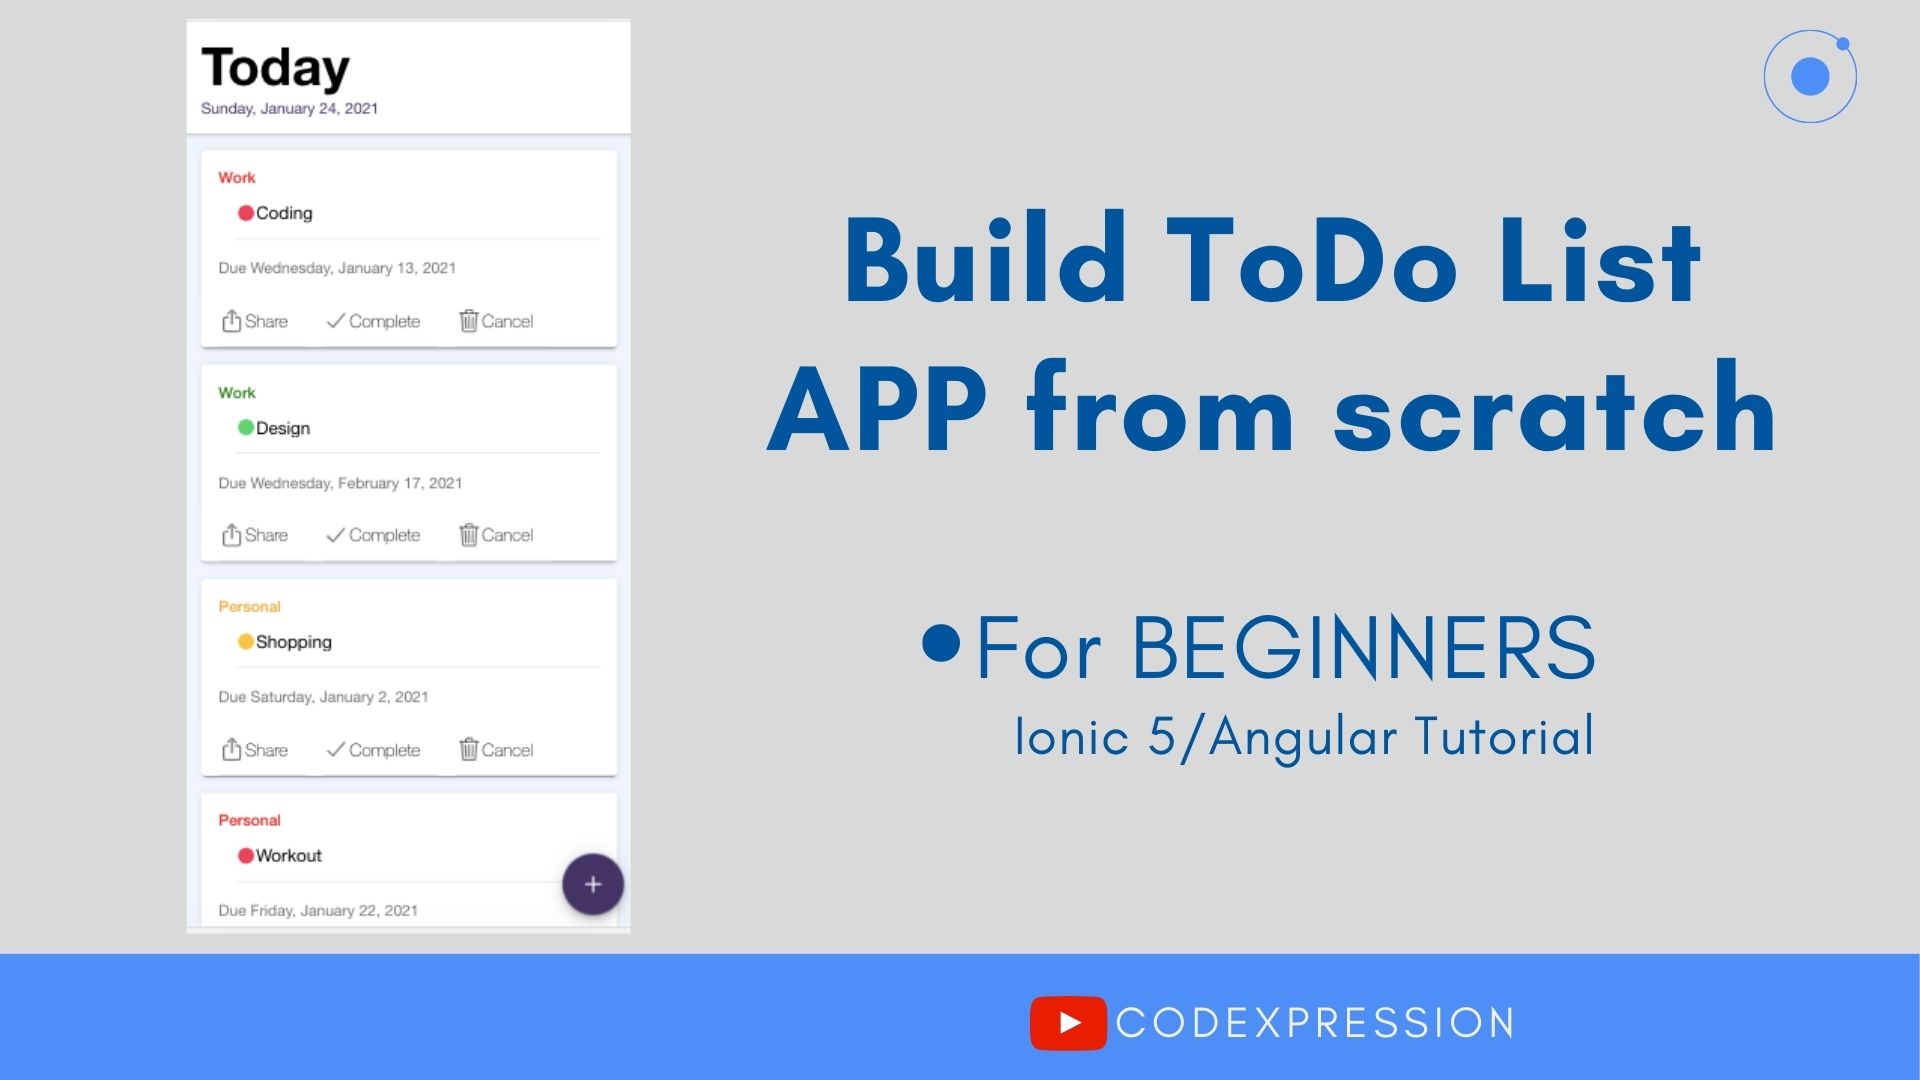 Today
Sunday, January 24, 2021
Work
Coding
Due Wednesday, January 13, 2021
Share Complete Cancel
Work
Design
Due Wednesday, February 17, 2021
Share Complete Cancel
Personal
Shopping
Due Saturday, January 2, 2021
Share Complete Cancel
Personal
Workout
Due Friday, January 22, 2021
+
Build ToDo List
APP from scratch
•For BEGINNERS
Ionic 5/Angular Tutorial
CODEXPRESSION